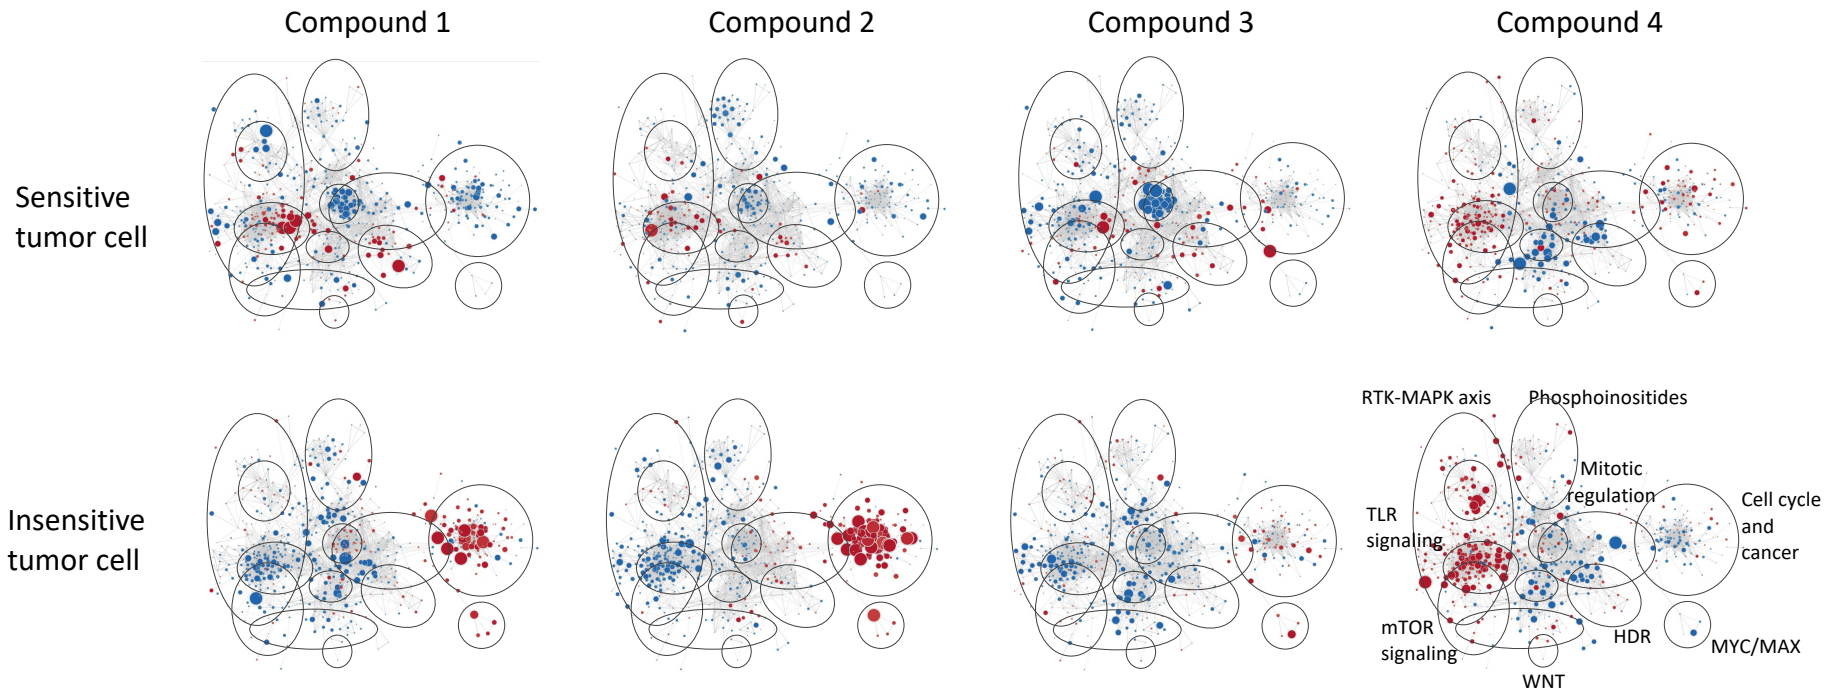 Compound 1
Compound 2
Compound 3
Compound 4
Sensitive
tumor cell
Insensitive
tumor cell
RTK-MAPK axis
Phosphoinositides
Mitotic
regulation
Cell cycle
and
cancer
TLR
signaling
mTOR
signaling
HDR
MYC/MAX
WNT